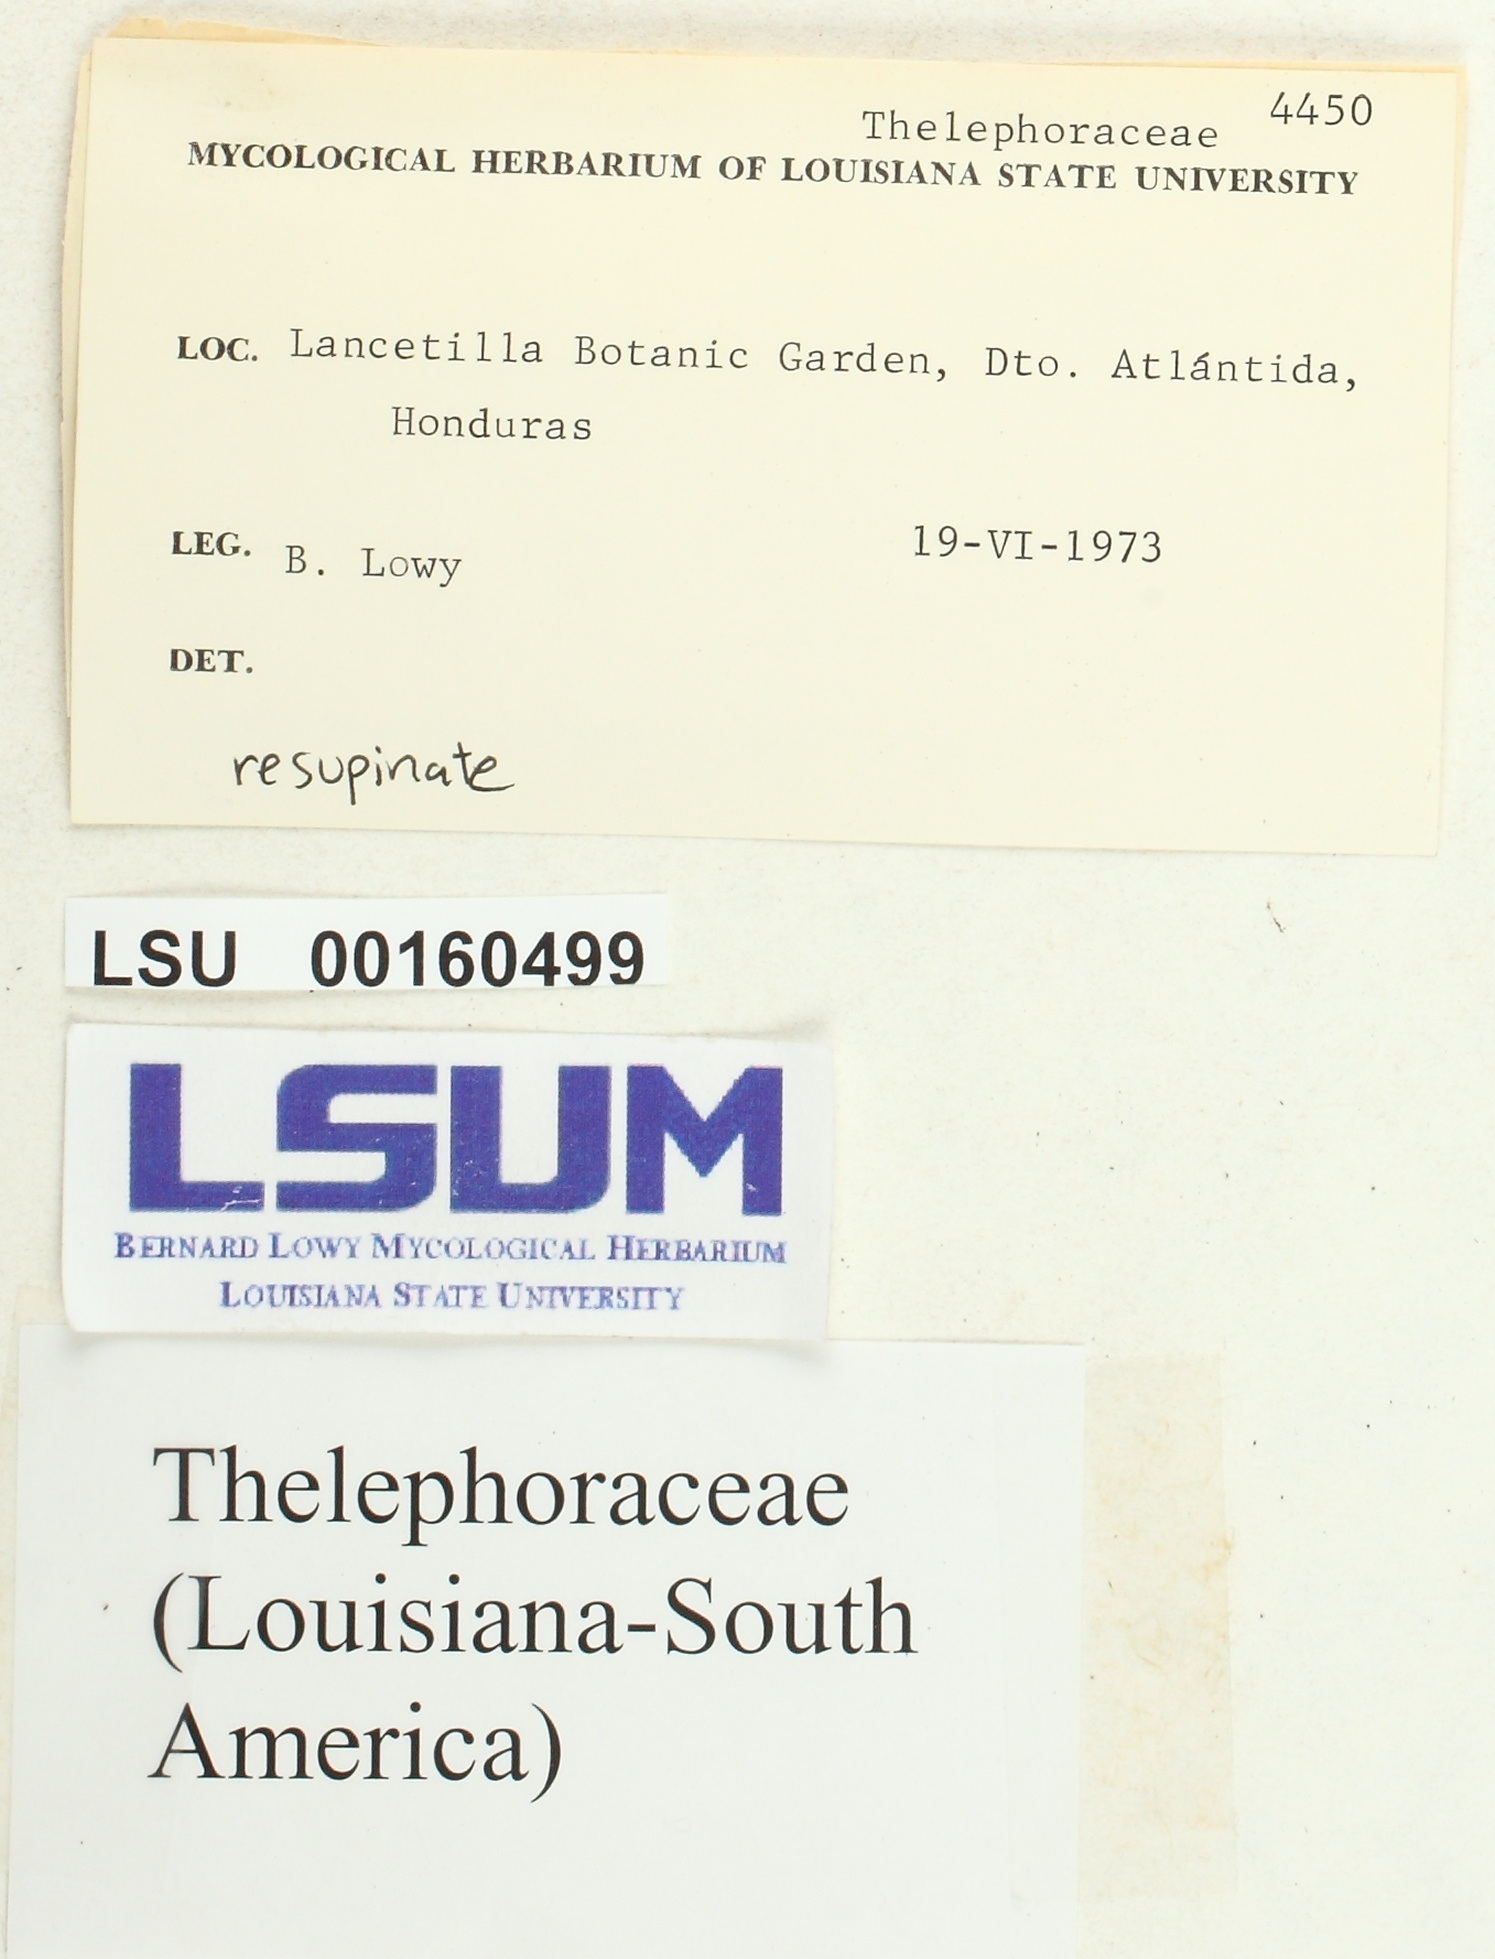 Thelephoraceae 4450
MYCOLOGICAL HERBARIUM OF LOUISIANA STATE UNIVERSITY
LOC. Lancetilla Botanic Garden, Dto. Atlántida,
Honduras
LEG. B. Lowy 19-VI-1973
DET.
resupinate
LSU 00160499
LSUM
BERNARD LOWY MYCOLOGICAL HERBARIUM
LOUISIANA STATE UNIVERSITY
Thelephoraceae
(Louisiana-South
America)